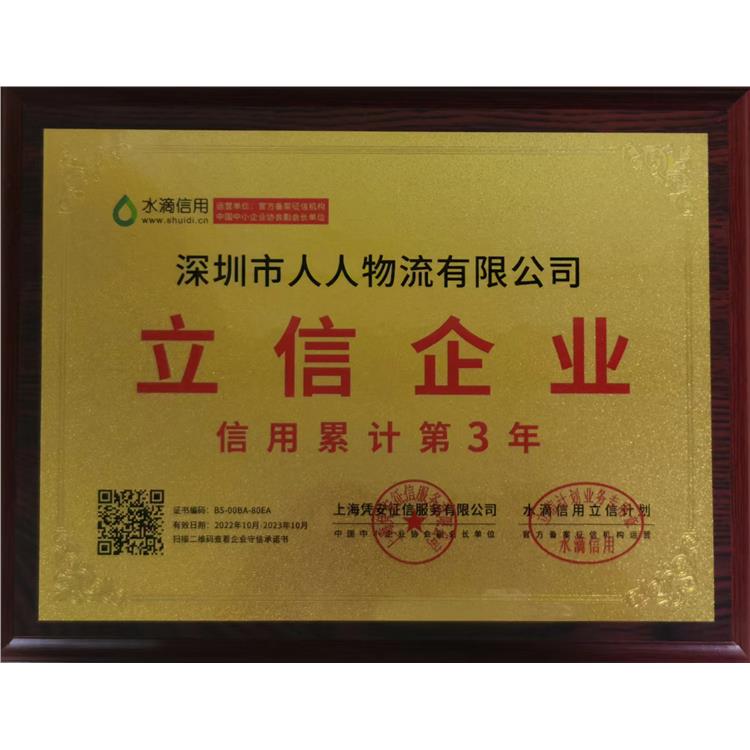 水滴信用
www.shuidi.cn
运营单位：官方备案征信机构
中国中小企业协会副会长单位
深圳市人人物流有限公司
立信企业
信用累计第3年
证书编码：BS-00BA-80EA
有效日期：2022年10月-2023年10月
扫描二维码查看企业守信承诺书
上海凭安征信服务有限公司
中国中小企业协会副会长单位
水滴信用立信计划
官方备案征信机构运营
水滴信用